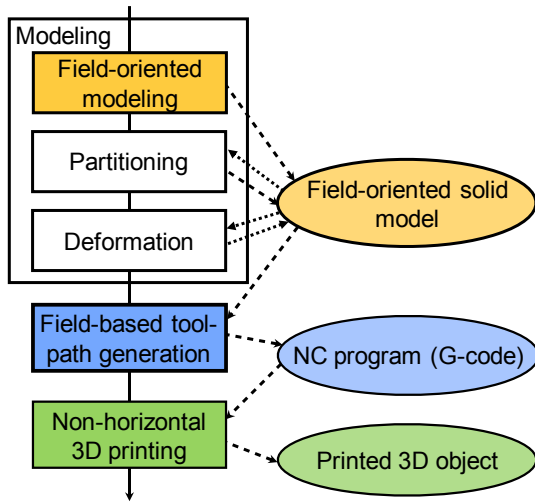 Modeling
Field-oriented
modeling
Partitioning
Deformation
Field-oriented solid
model
Field-based tool-
path generation
NC program (G-code)
Non-horizontal
3D printing
Printed 3D object